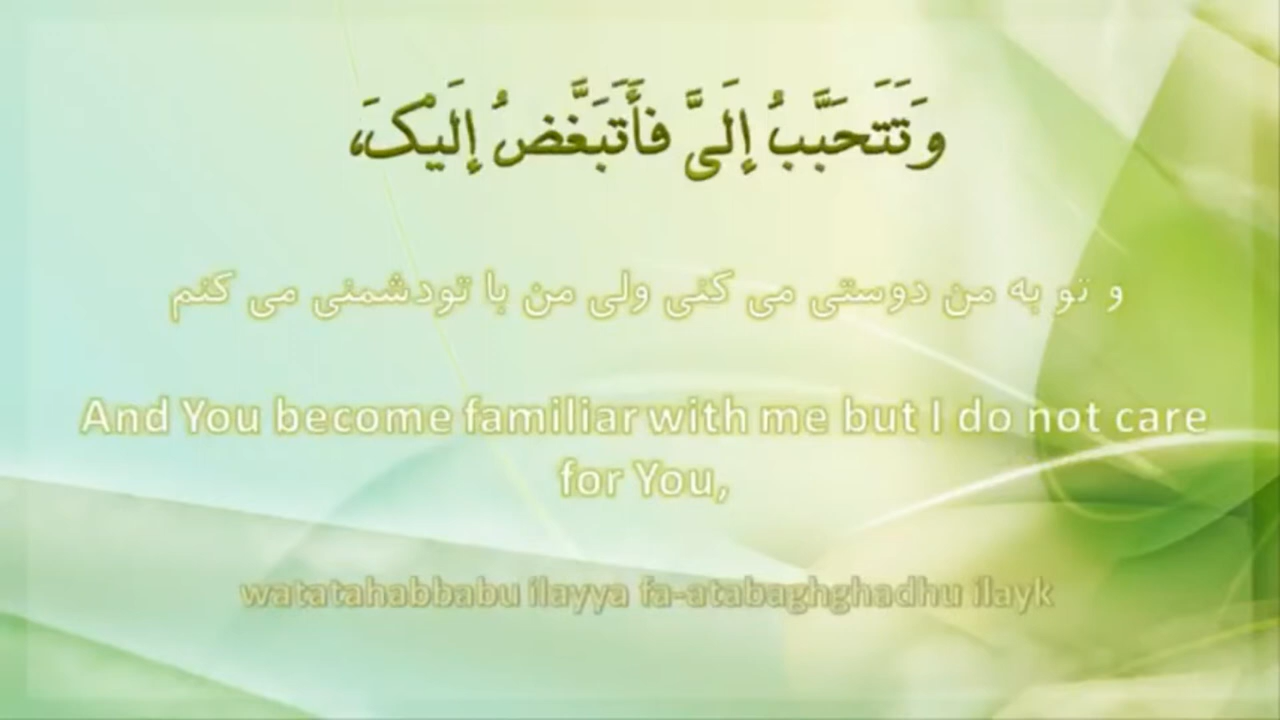 وَتَتَحَبَّبُ إِلَىَّ فَأَتَبَغَّضُ إِلَیْکَ،
و تو به من دوستی می کنی ولی من با تودشمنی می کنم
And You become familiar with me but I do not care
for You,
watatahabbabu ilayya fa-atabaghghadhu ilayk